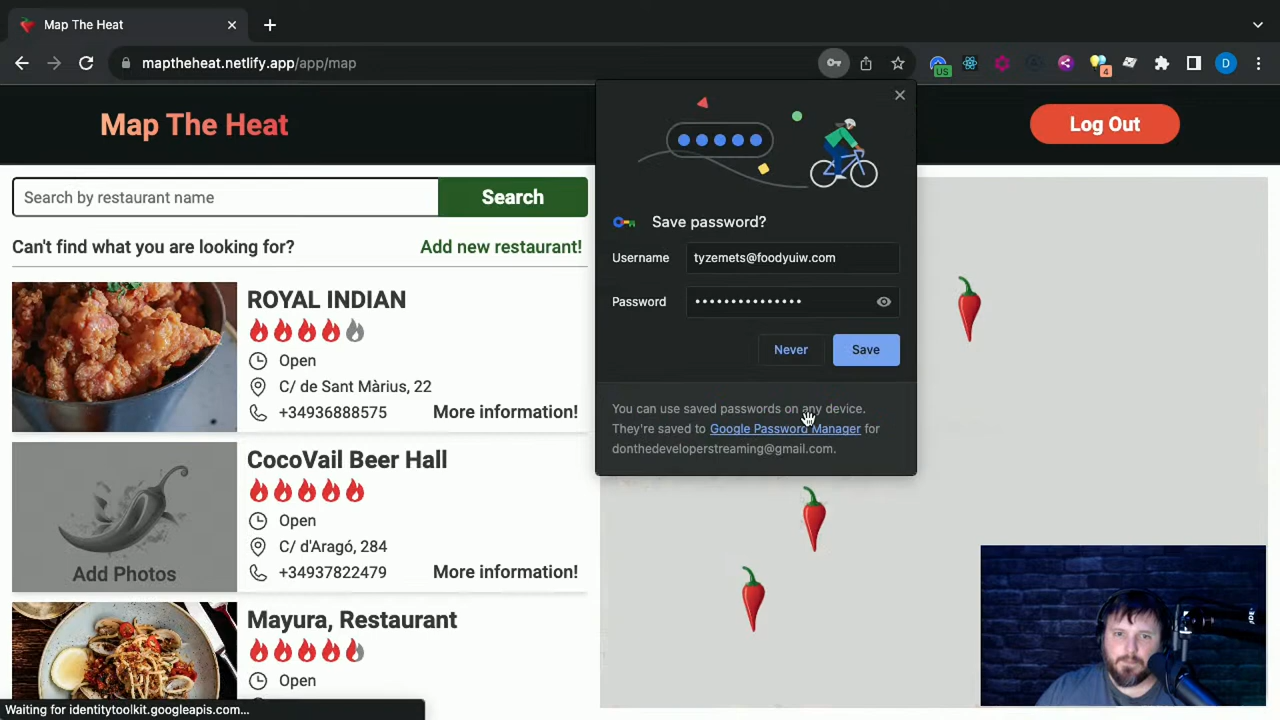 Map The Heat
maptheheat.netlify.app/app/map
US
4
D
Map The Heat
Log Out
Search by restaurant name
Search
Can't find what you are looking for?
Add new restaurant!
ROYAL INDIAN
Open
C/ de Sant Màrius, 22
+34936888575
More information!
Add Photos
CocoVail Beer Hall
Open
C/ d'Aragó, 284
+34937822479
More information!
Mayura, Restaurant
Open
Save password?
Username
tyzemets@foodyuiw.com
Password
•••••••••••••••
Never
Save
You can use saved passwords on any device.
They're saved to Google Password Manager for
donthedeveloperstreaming@gmail.com.
Waiting for identitytoolkit.googleapis.com...